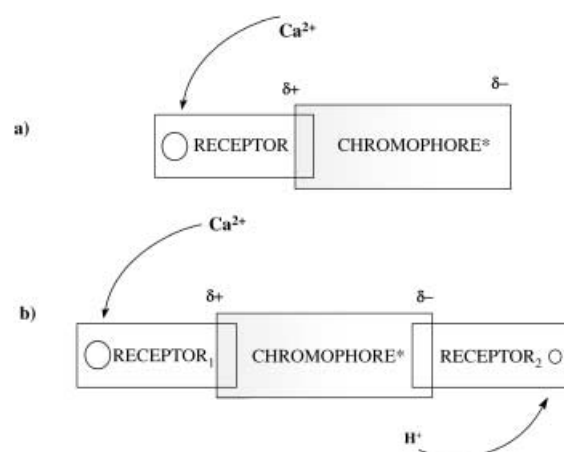 Ca²⁺
δ+ δ−
a)
RECEPTOR CHROMOPHORE*
Ca²⁺
δ+ δ−
b)
RECEPTOR₁ CHROMOPHORE* RECEPTOR₂
H⁺